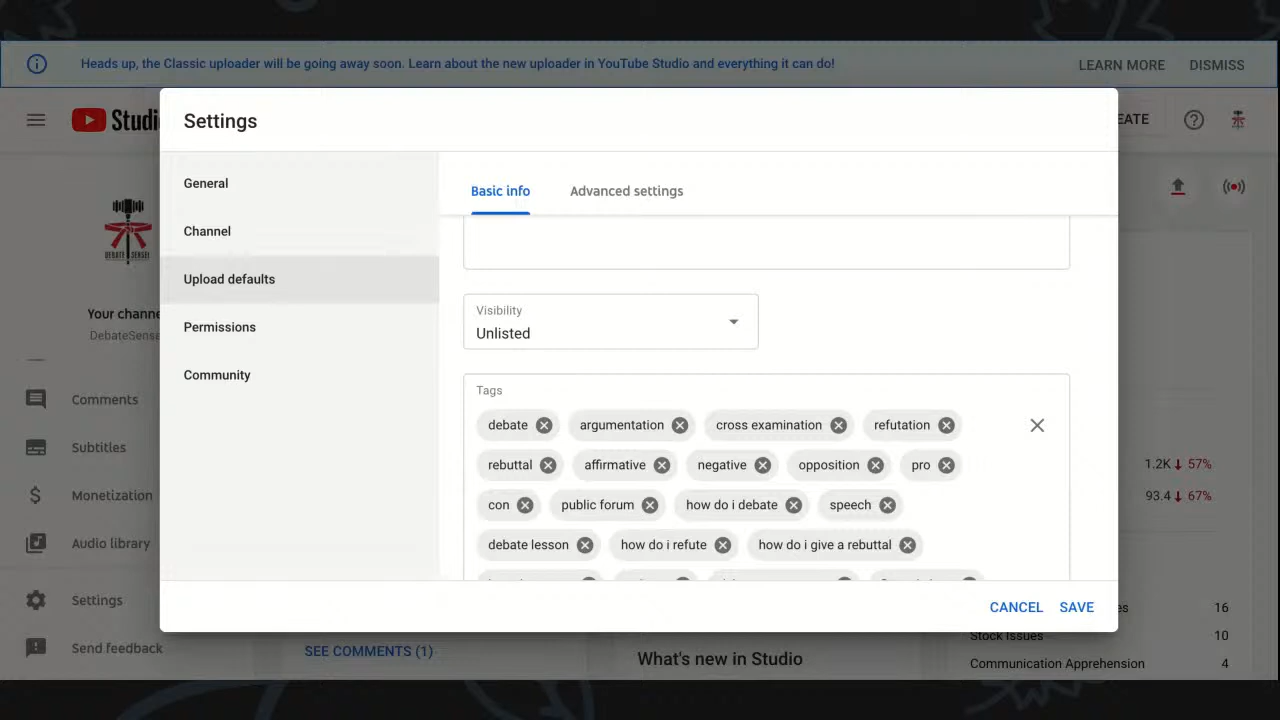 Heads up, the Classic uploader will be going away soon. Learn about the new uploader in YouTube Studio and everything it can do!
LEARN MORE
DISMISS
Studi
EATE
Settings
General
Channel
Upload defaults
Permissions
Community
Basic info
Advanced settings
Visibility
Unlisted
Tags
debate
argumentation
cross examination
refutation
rebuttal
affirmative
negative
opposition
pro
con
public forum
how do i debate
speech
debate lesson
how do i refute
how do i give a rebuttal
CANCEL
SAVE
DEBATE SENSEI
Your channe
DebateSense
Comments
Subtitles
Monetization
Audio library
Settings
Send feedback
SEE COMMENTS (1)
What's new in Studio
1.2K 57%
93.4 67%
es 16
Stock Issues 10
Communication Apprehension 4